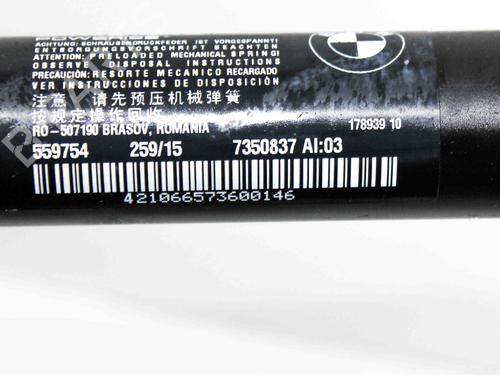 ACHTUNG: SCHRAUBENDRUCKFEDER IST VORGESPANNT!
ENTSORGUNGSVORSCHRIFT BEACHTEN
ATTENTION: PRELOADED MECHANICAL SPRING!
OBSERVE DISPOSAL INSTRUCTIONS
PRECAUCIÓN: RESORTE MECANICO RECARGADO
VER INSTRUCCIONES DE DISPOSICION
注意 : 请先预压机械弹簧
按规定操作回收
RO-507190 BRASOV, ROMANIA
178939 10
559754 259/15 7350837 AI:03
421066573600146